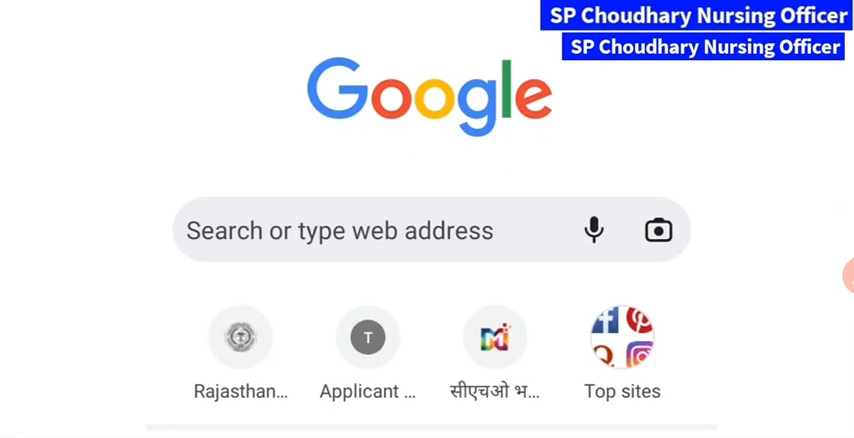 SP Choudhary Nursing Officer
SP Choudhary Nursing Officer
Google
Search or type web address
T
Rajasthan... Applicant ... सीएचओ भ... Top sites